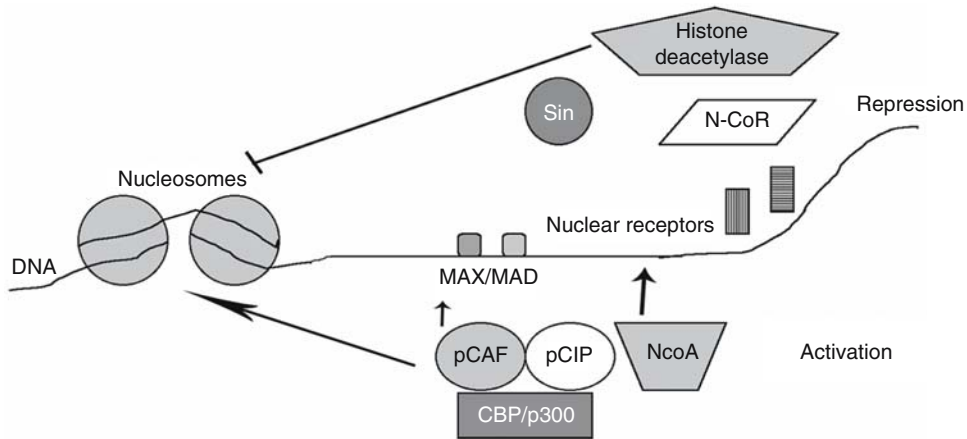 Histone
deacetylase
Sin
N-CoR
Repression
Nucleosomes
Nuclear receptors
DNA
MAX/MAD
pCAF
pCIP
NcoA
Activation
CBP/p300